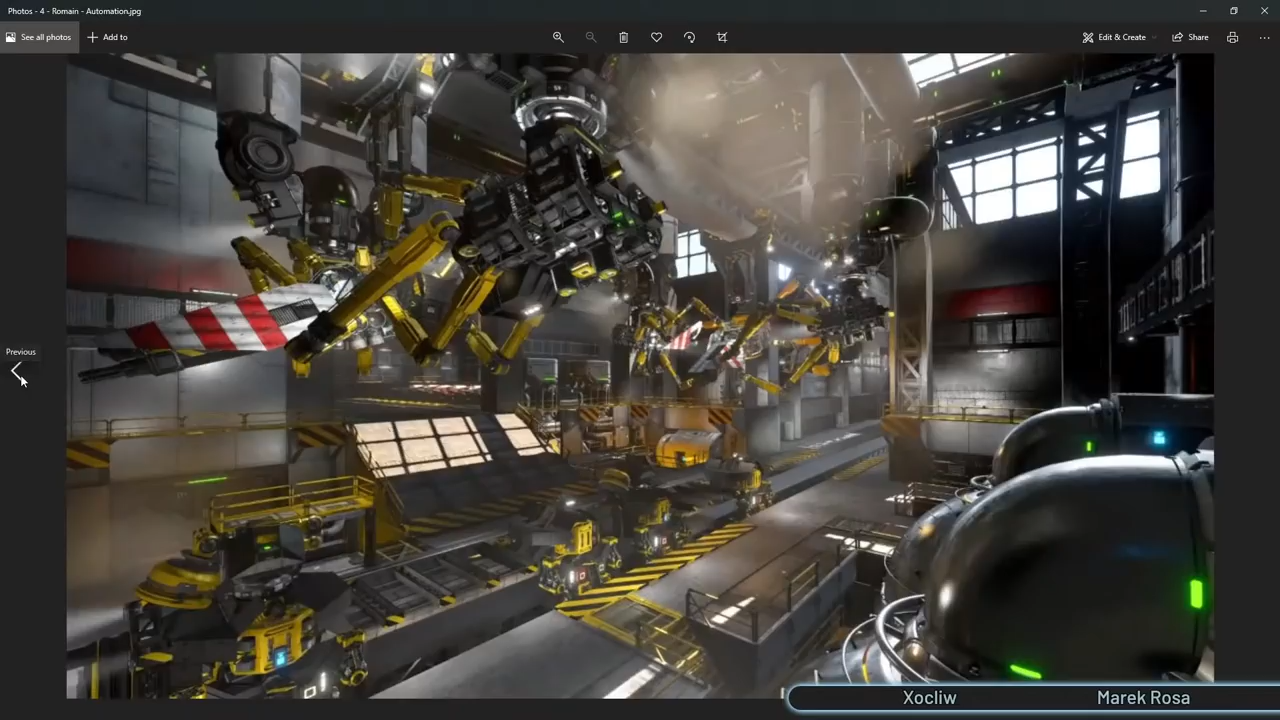 Photos - 4 - Romain - Automation.jpg
See all photos
Add to
Edit & Create
Share
Previous
Xocliw
Marek Rosa